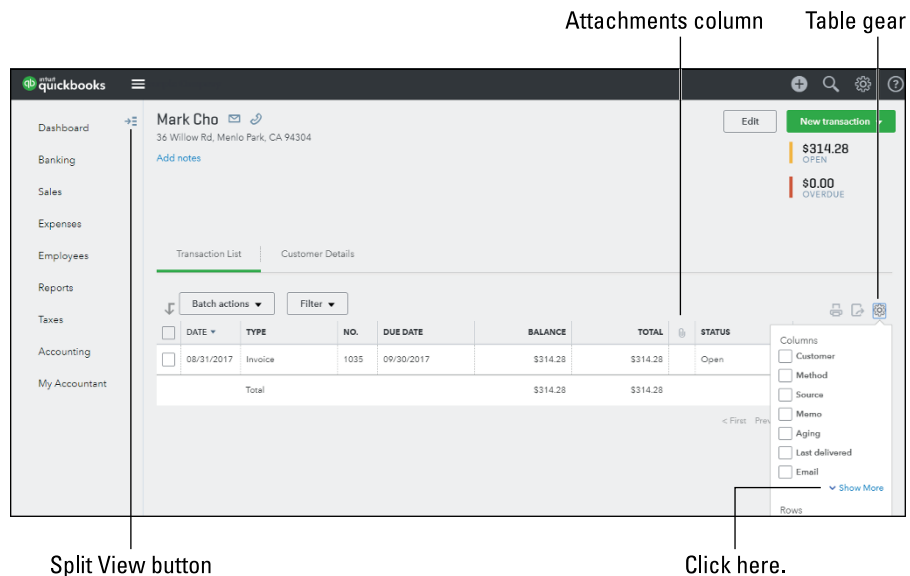 Attachments column Table gear
intuit
qb quickbooks
Dashboard
Banking
Sales
Expenses
Employees
Reports
Taxes
Accounting
My Accountant
Mark Cho
36 Willow Rd, Menlo Park, CA 94304
Add notes
Edit New transaction
$314.28
OPEN
$0.00
OVERDUE
Transaction List Customer Details
Batch actions Filter
DATE TYPE NO. DUE DATE BALANCE TOTAL STATUS
08/31/2017 Invoice 1035 09/30/2017 $314.28 $314.28 Open
Total $314.28 $314.28
< First Prev
Columns
Customer
Method
Source
Memo
Aging
Last delivered
Email
Show More
Rows
Split View button Click here.